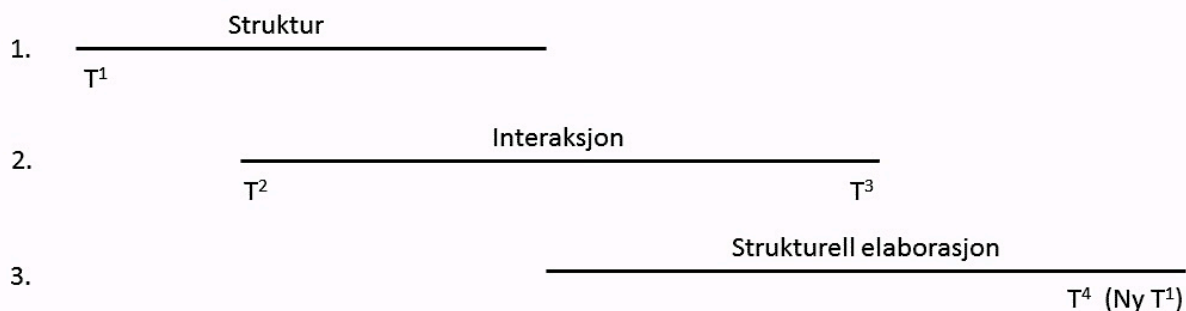 Struktur
1.
T¹
Interaksjon
2.
T² T³
Strukturell elaborasjon
3.
T⁴ (Ny T¹)